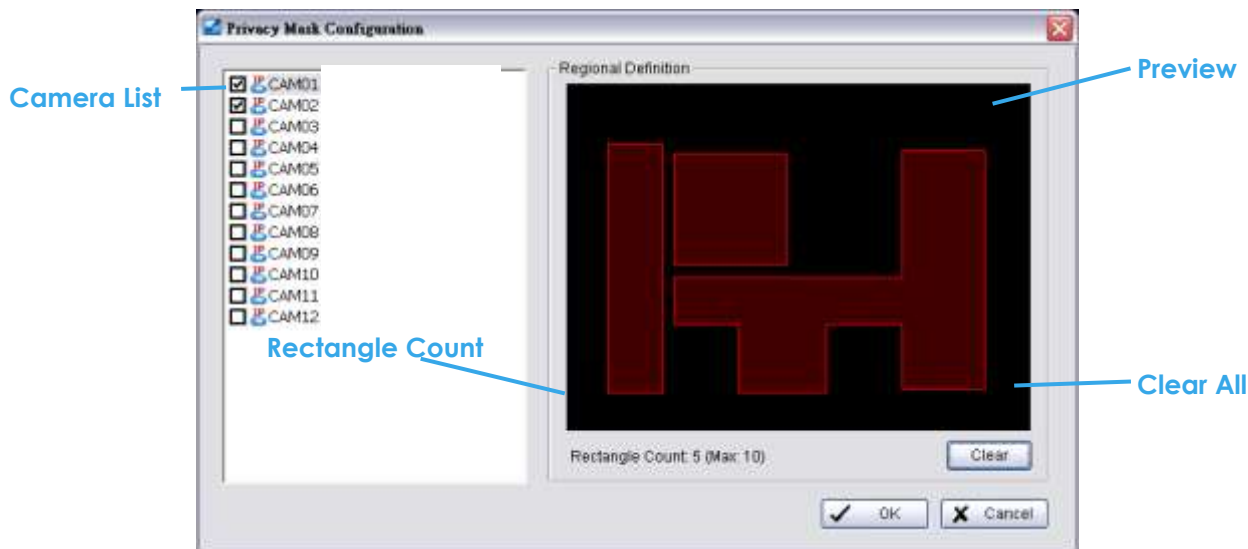 Privacy Mask Configuration
Camera List
CAM01
CAM02
CAM03
CAM04
CAM05
CAM06
CAM07
CAM08
CAM09
CAM10
CAM11
CAM12
Rectangle Count
Regional Definition
Preview
Clear All
Rectangle Count: 5 (Max: 10)
Clear
OK
Cancel